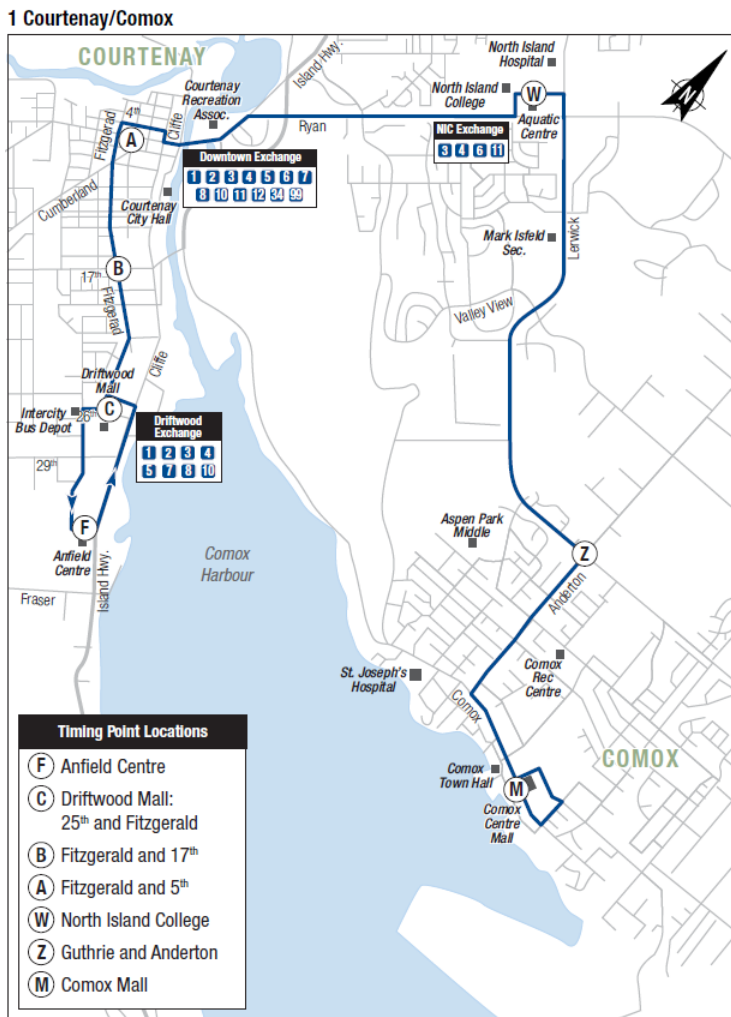 1 Courtenay/Comox
COURTENAY
Island Hwy.
North Island
Hospital
Courtenay
Recreation
Assoc.
North Island
College
W
N
4th
Cliffe
Fitzgerad
A
Ryan
NIC Exchange
3 4 6 11
Aquatic
Centre
Downtown Exchange
1 2 3 4 5 6 7
8 10 11 12 34 99
Cumberland
Courtenay
City Hall
Mark Isfeld
Sec.
Lerwick
17th
B
Fitzgerad
Valley View
Cliffe
Driftwood
Mall
Intercity
Bus Depot
26th
C
Driftwood
Exchange
1 2 3 4
5 7 8 10
29th
F
Anfield
Centre
Aspen Park
Middle
Z
Comox
Harbour
Anderton
Fraser
Island Hwy.
St. Joseph's
Hospital
Comox
Rec
Centre
Comox
COMOX
Comox
Town Hall
M
Comox
Centre
Mall
Timing Point Locations
F Anfield Centre
C Driftwood Mall:
25th and Fitzgerald
B Fitzgerald and 17th
A Fitzgerald and 5th
W North Island College
Z Guthrie and Anderton
M Comox Mall